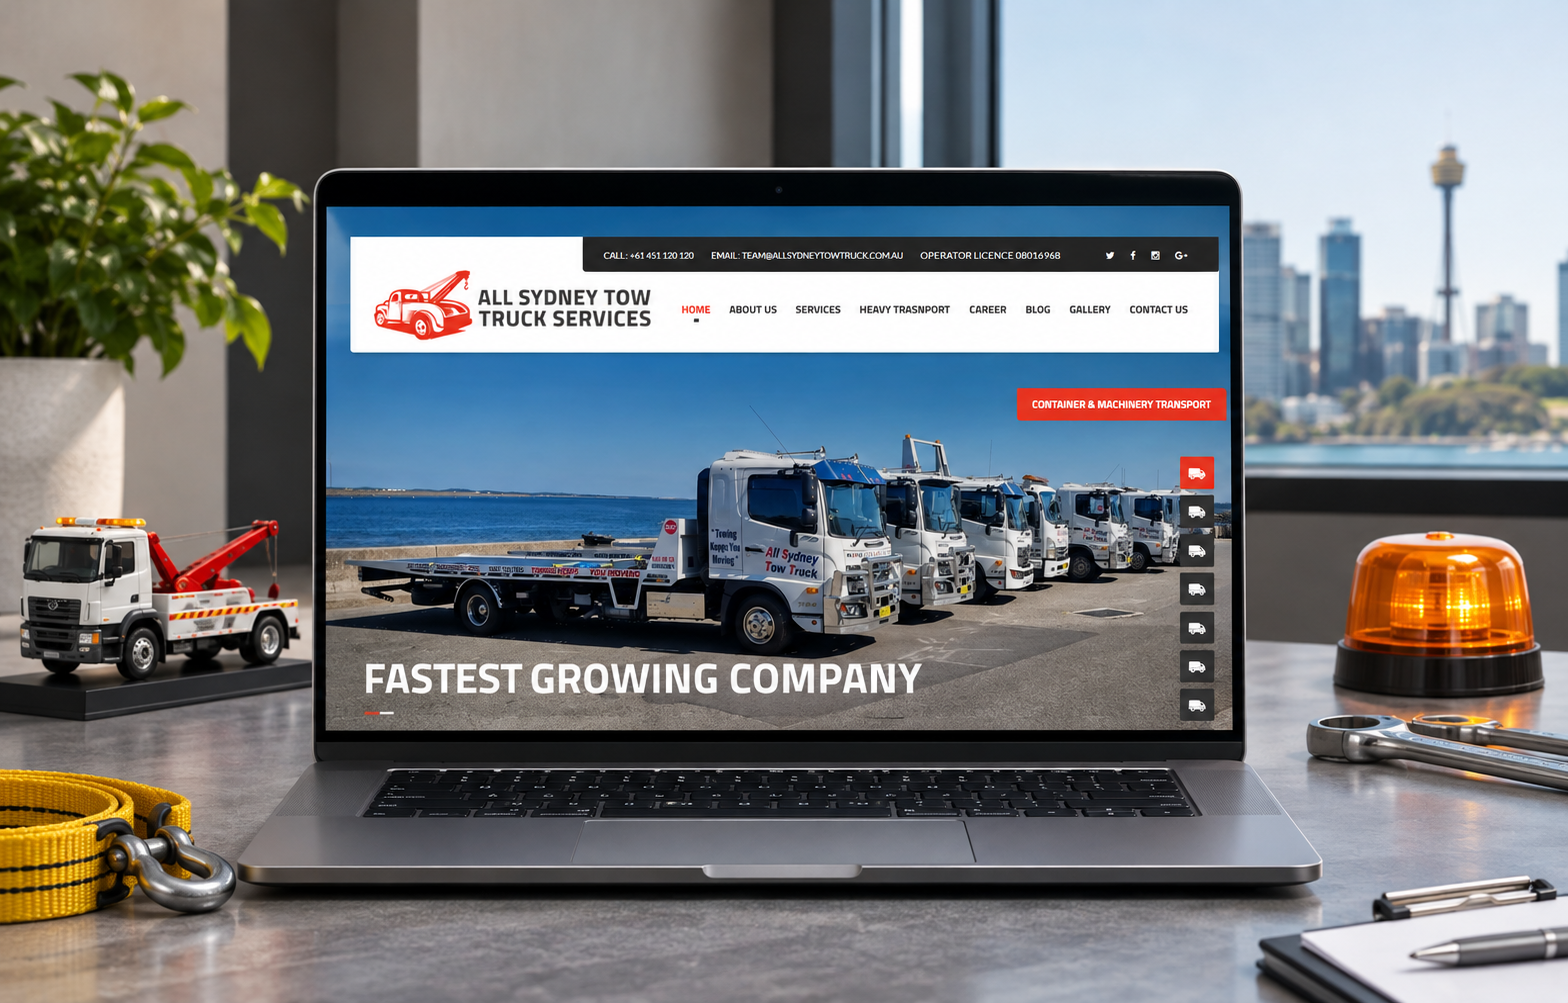 CALL: +61 451 120 120 EMAIL: TEAM@ALLSYDNEYTOWTRUCK.COM.AU OPERATOR LICENCE 08016968
ALL SYDNEY TOW
TRUCK SERVICES
HOME ABOUT US SERVICES HEAVY TRASNPORT CAREER BLOG GALLERY CONTACT US
CONTAINER & MACHINERY TRANSPORT
"Towing
Keeps You
Moving"
All Sydney
Tow Truck
FASTEST GROWING COMPANY